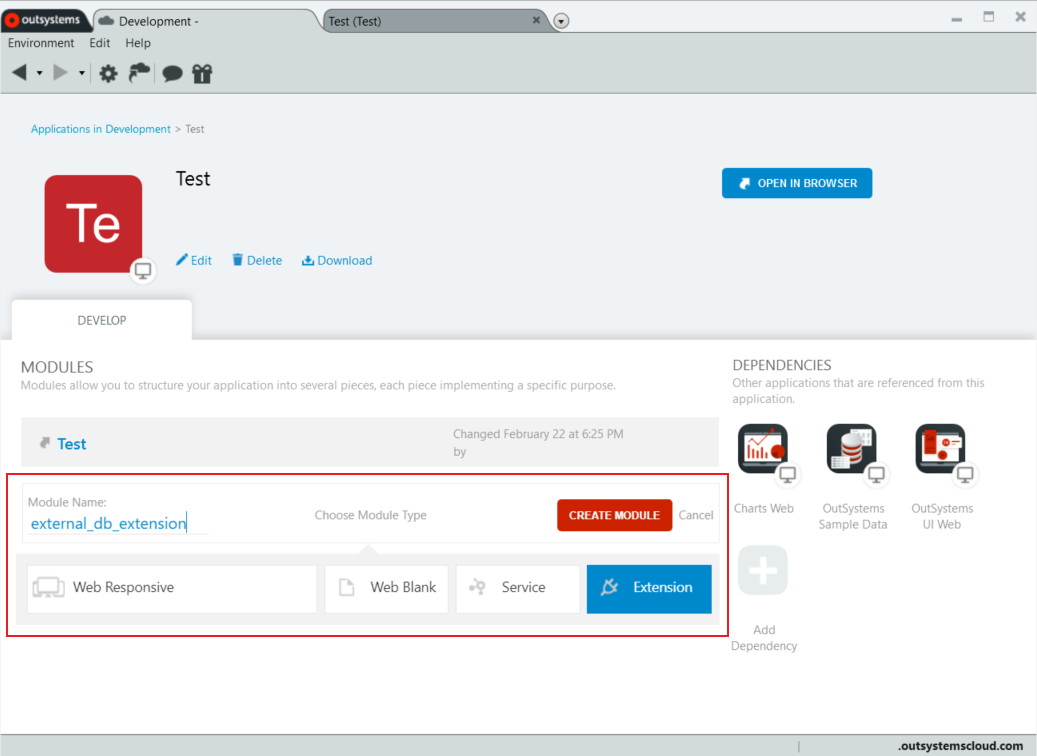 outsystems
Development -
Test (Test)
Environment Edit Help
Applications in Development > Test
Te
Test
OPEN IN BROWSER
Edit Delete Download
DEVELOP
MODULES
Modules allow you to structure your application into several pieces, each piece implementing a specific purpose.
Test
Changed February 22 at 6:25 PM
by
Module Name:
external_db_extension
Choose Module Type
CREATE MODULE
Cancel
Web Responsive
Web Blank
Service
Extension
DEPENDENCIES
Other applications that are referenced from this
application.
Charts Web
OutSystems
Sample Data
OutSystems
UI Web
Add
Dependency
.outsystemscloud.com